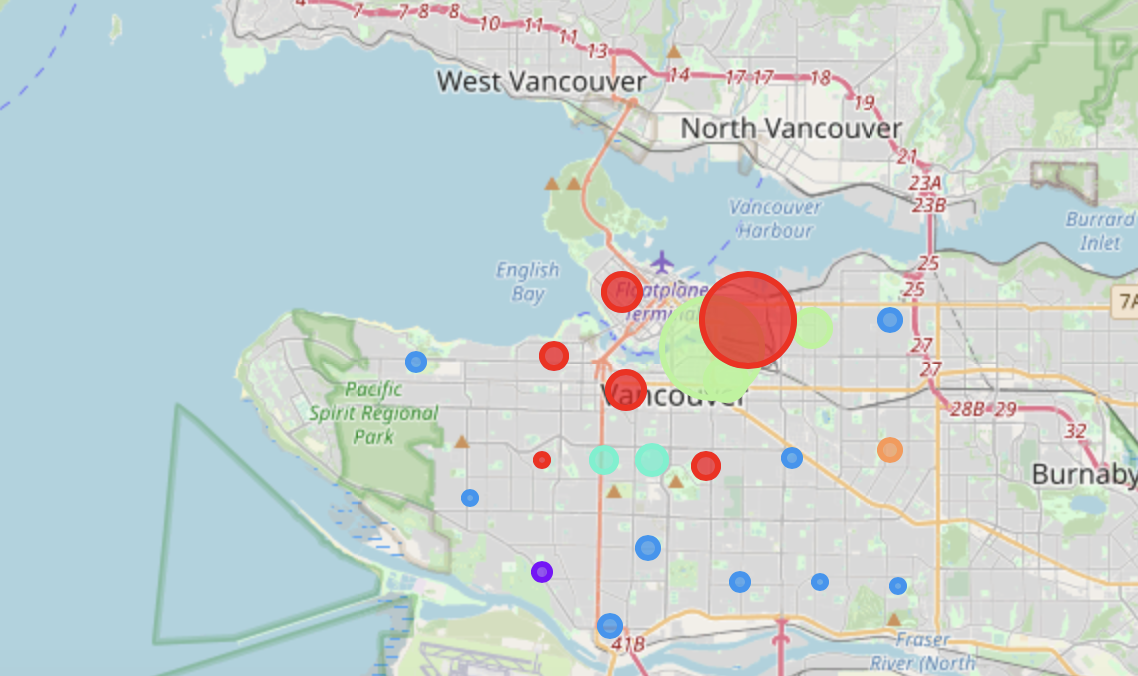 4
7
7
8
8
10
11
11
13
14
17
17
18
19
21
23A
23B
25
25
27
27
28B
29
32
West Vancouver
North Vancouver
Vancouver
Harbour
Burrard
Inlet
English
Bay
Floatplane
Terminal
7A
Vancouver
Pacific
Spirit Regional
Park
Burnaby
41B
Fraser
River (North